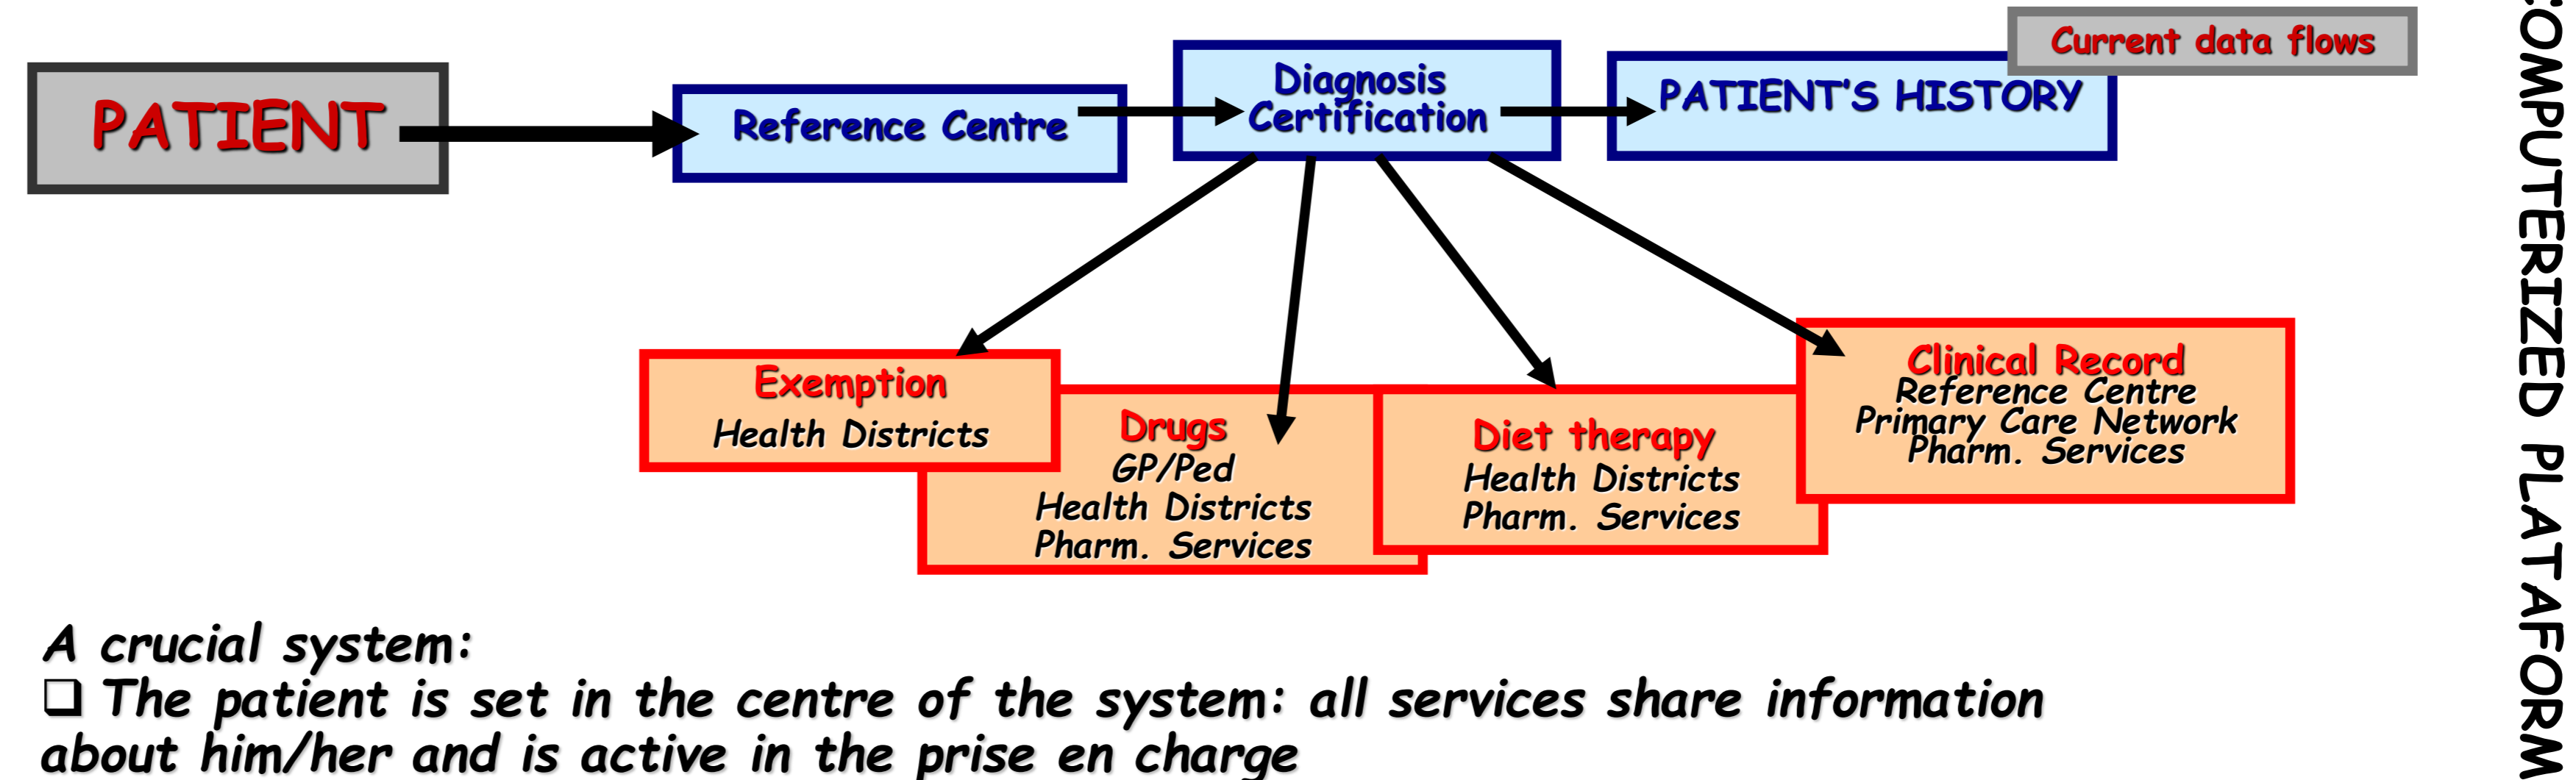 Current data flows
PATIENT
Reference Centre
Diagnosis
Certification
PATIENT'S HISTORY
Exemption
Health Districts
Drugs
GP/Ped
Health Districts
Pharm. Services
Diet therapy
Health Districts
Pharm. Services
Clinical Record
Reference Centre
Primary Care Network
Pharm. Services
A crucial system:
❑ The patient is set in the centre of the system: all services share information
about him/her and is active in the prise en charge
COMPUTERIZED PLATAFORM